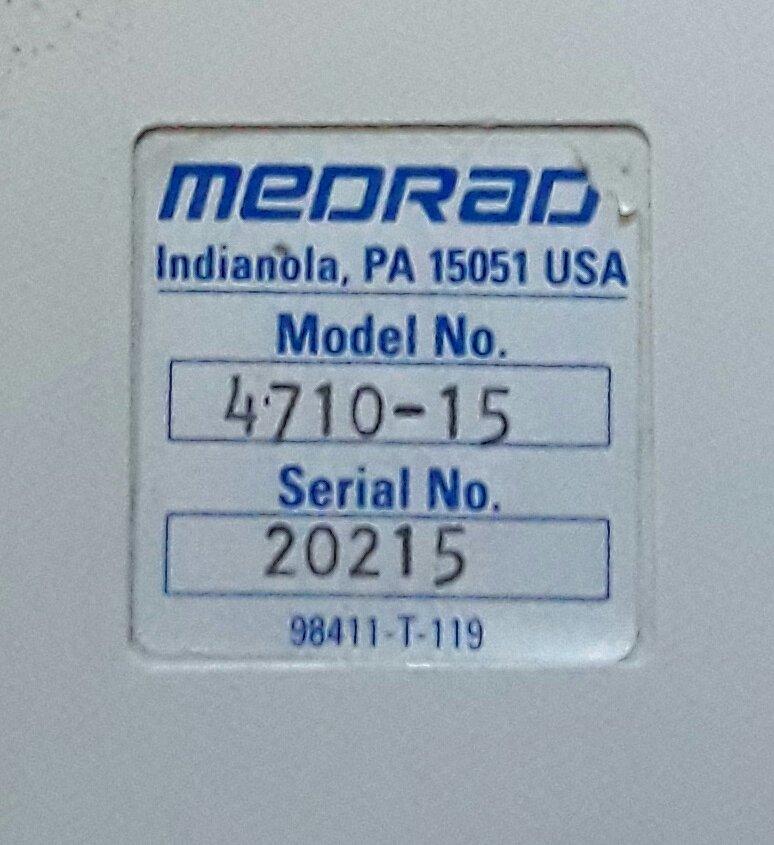 MEDRAD
Indianola, PA 15051 USA
Model No.
4710-15
Serial No.
20215
98411-T-119